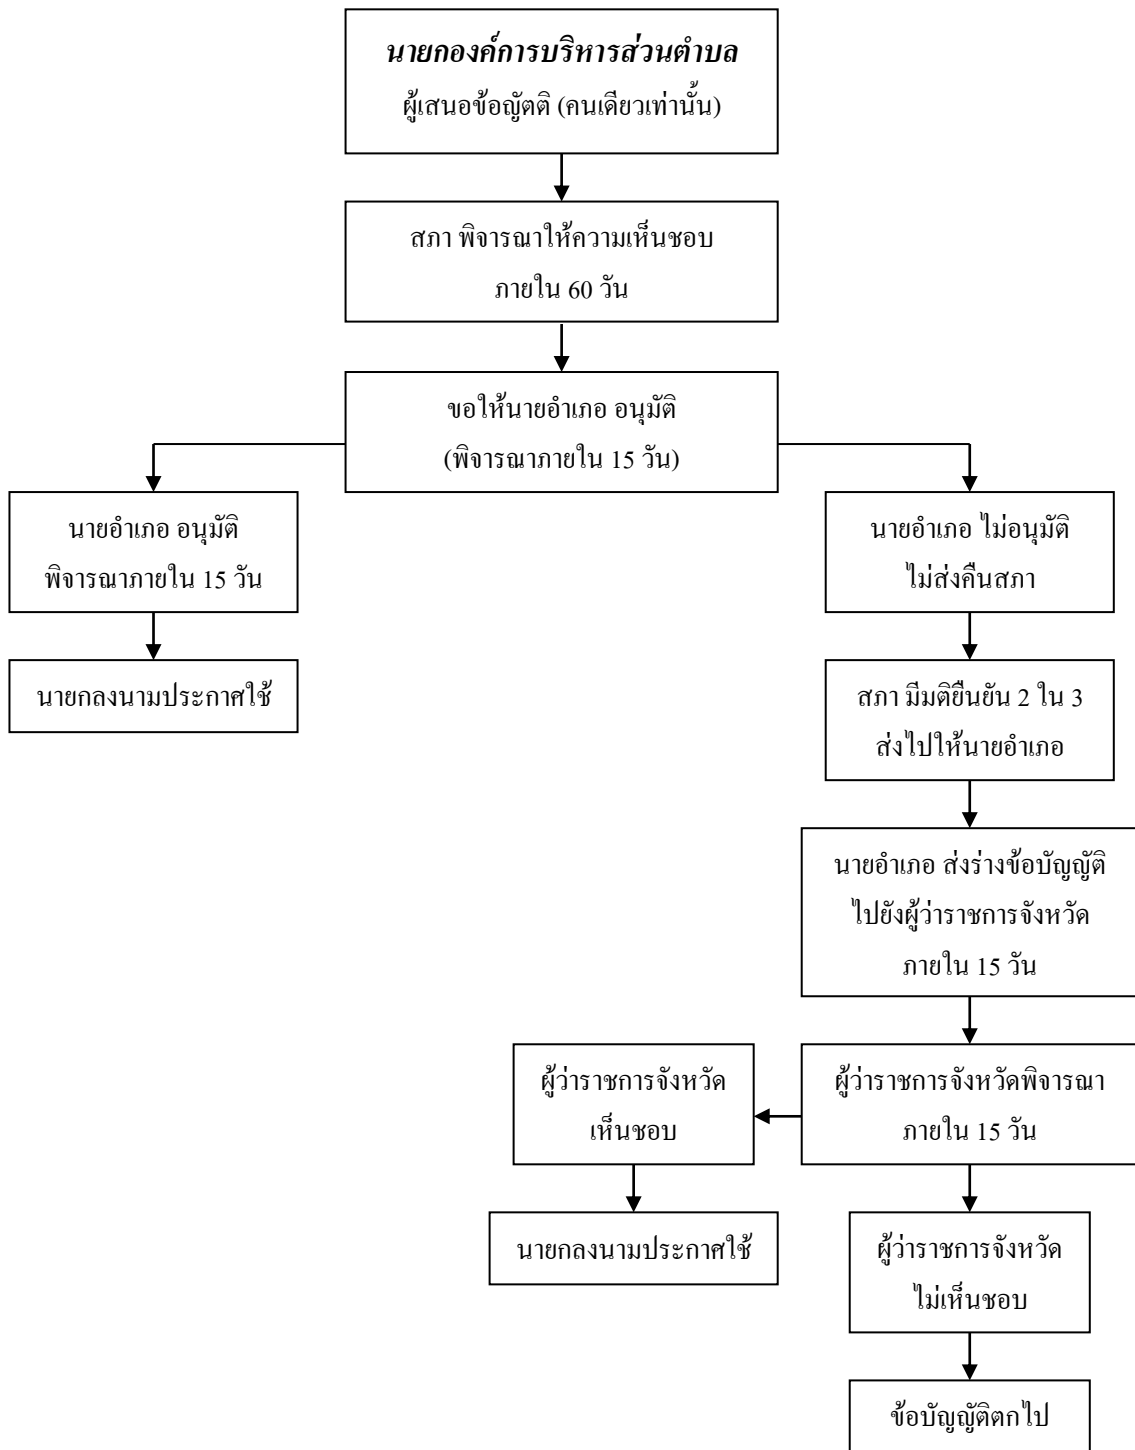 นายกองค์การบริหารส่วนตำบล
ผู้เสนอข้อญัตติ (คนเดียวเท่านั้น)
สภา พิจารณาให้ความเห็นชอบ
ภายใน 60 วัน
ขอให้นายอำเภอ อนุมัติ
(พิจารณาภายใน 15 วัน)
นายอำเภอ อนุมัติ
พิจารณาภายใน 15 วัน
นายกลงนามประกาศใช้
นายอำเภอ ไม่อนุมัติ
ไม่ส่งคืนสภา
สภา มีมติยืนยัน 2 ใน 3
ส่งไปให้นายอำเภอ
นายอำเภอ ส่งร่างข้อบัญญัติ
ไปยังผู้ว่าราชการจังหวัด
ภายใน 15 วัน
ผู้ว่าราชการจังหวัดพิจารณา
ภายใน 15 วัน
ผู้ว่าราชการจังหวัด
เห็นชอบ
นายกลงนามประกาศใช้
ผู้ว่าราชการจังหวัด
ไม่เห็นชอบ
ข้อบัญญัติตกไป